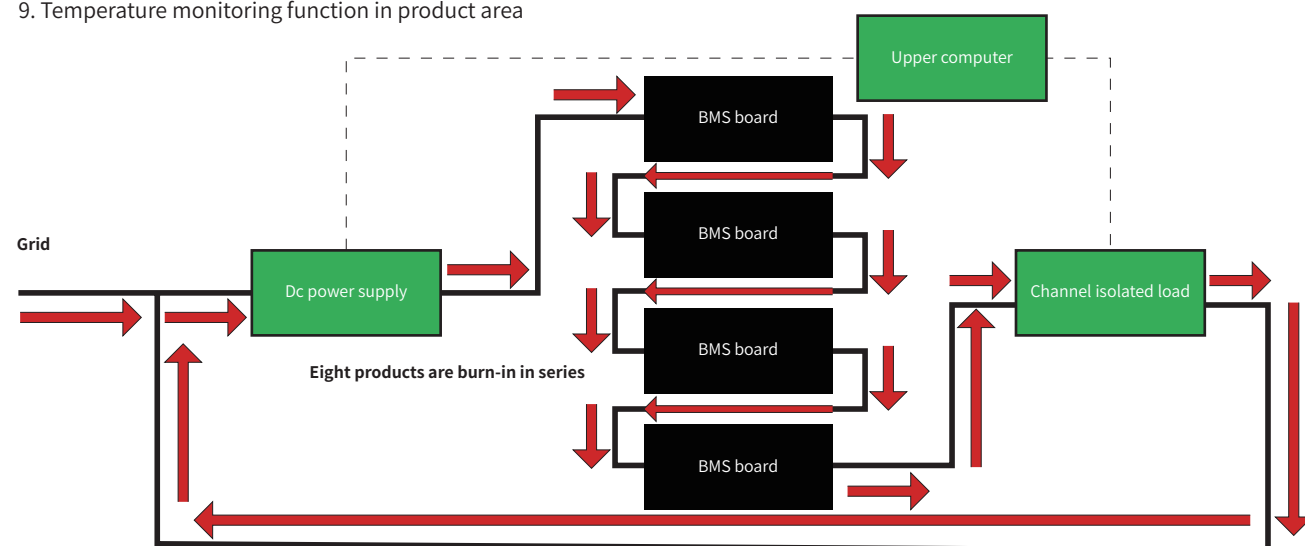 9. Temperature monitoring function in product area
Upper computer
BMS board
BMS board
Grid
Dc power supply
Channel isolated load
BMS board
Eight products are burn-in in series
BMS board